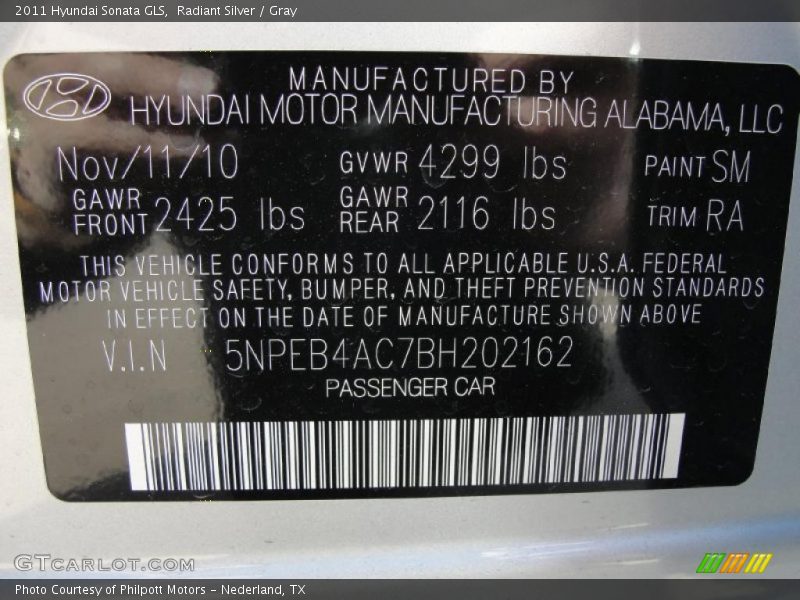 2011 Hyundai Sonata GLS,  Radiant Silver / Gray
MANUFACTURED BY
HYUNDAI MOTOR MANUFACTURING ALABAMA, LLC
Nov/11/10 GVWR 4299 lbs PAINT SM
GAWR FRONT 2425 lbs GAWR REAR 2116 lbs TRIM RA
THIS VEHICLE CONFORMS TO ALL APPLICABLE U.S.A. FEDERAL
MOTOR VEHICLE SAFETY, BUMPER, AND THEFT PREVENTION STANDARDS
IN EFFECT ON THE DATE OF MANUFACTURE SHOWN ABOVE
V.I.N 5NPEB4AC7BH202162
PASSENGER CAR
GTCARLOT.COM
Photo Courtesy of Philpott Motors - Nederland, TX